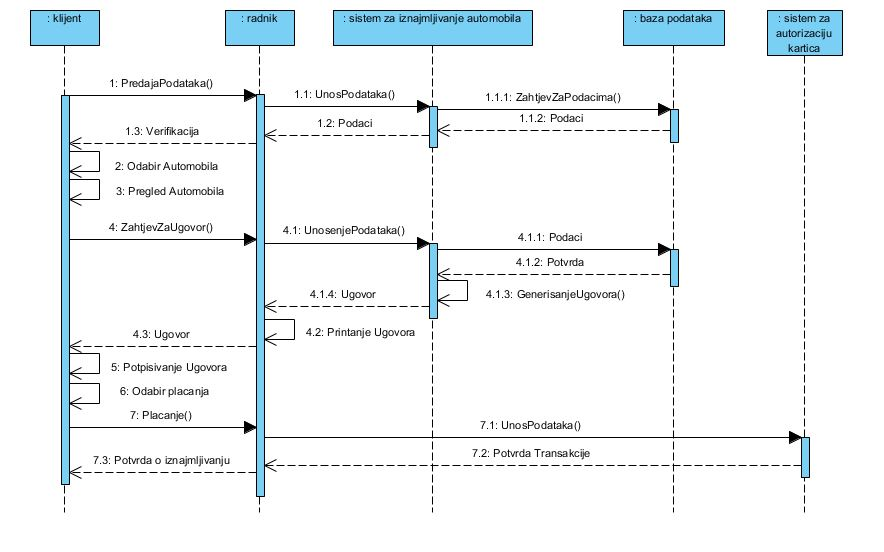 : klijent
: radnik
: sistem za iznajmljivanje automobila
: baza podataka
: sistem za
autorizaciju
kartica
1: PredajaPodataka()
1.1: UnosPodataka()
1.1.1: ZahtjevZaPodacima()
1.1.2: Podaci
1.2: Podaci
1.3: Verifikacija
2: Odabir Automobila
3: Pregled Automobila
4: ZahtjevZaUgovor()
4.1: UnosenjePodataka()
4.1.1: Podaci
4.1.2: Potvrda
4.1.3: GenerisanjeUgovora()
4.1.4: Ugovor
4.2: Printanje Ugovora
4.3: Ugovor
5: Potpisivanje Ugovora
6: Odabir placanja
7: Placanje()
7.1: UnosPodataka()
7.2: Potvrda Transakcije
7.3: Potvrda o iznajmljivanju